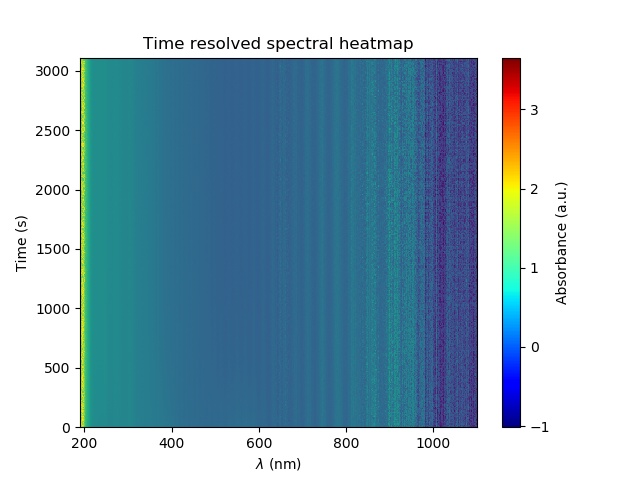 Time resolved spectral heatmap
3000
2500
2000
1500
1000
500
0
Time (s)
200 400 600 800 1000
λ (nm)
3
2
1
0
−1
Absorbance (a.u.)